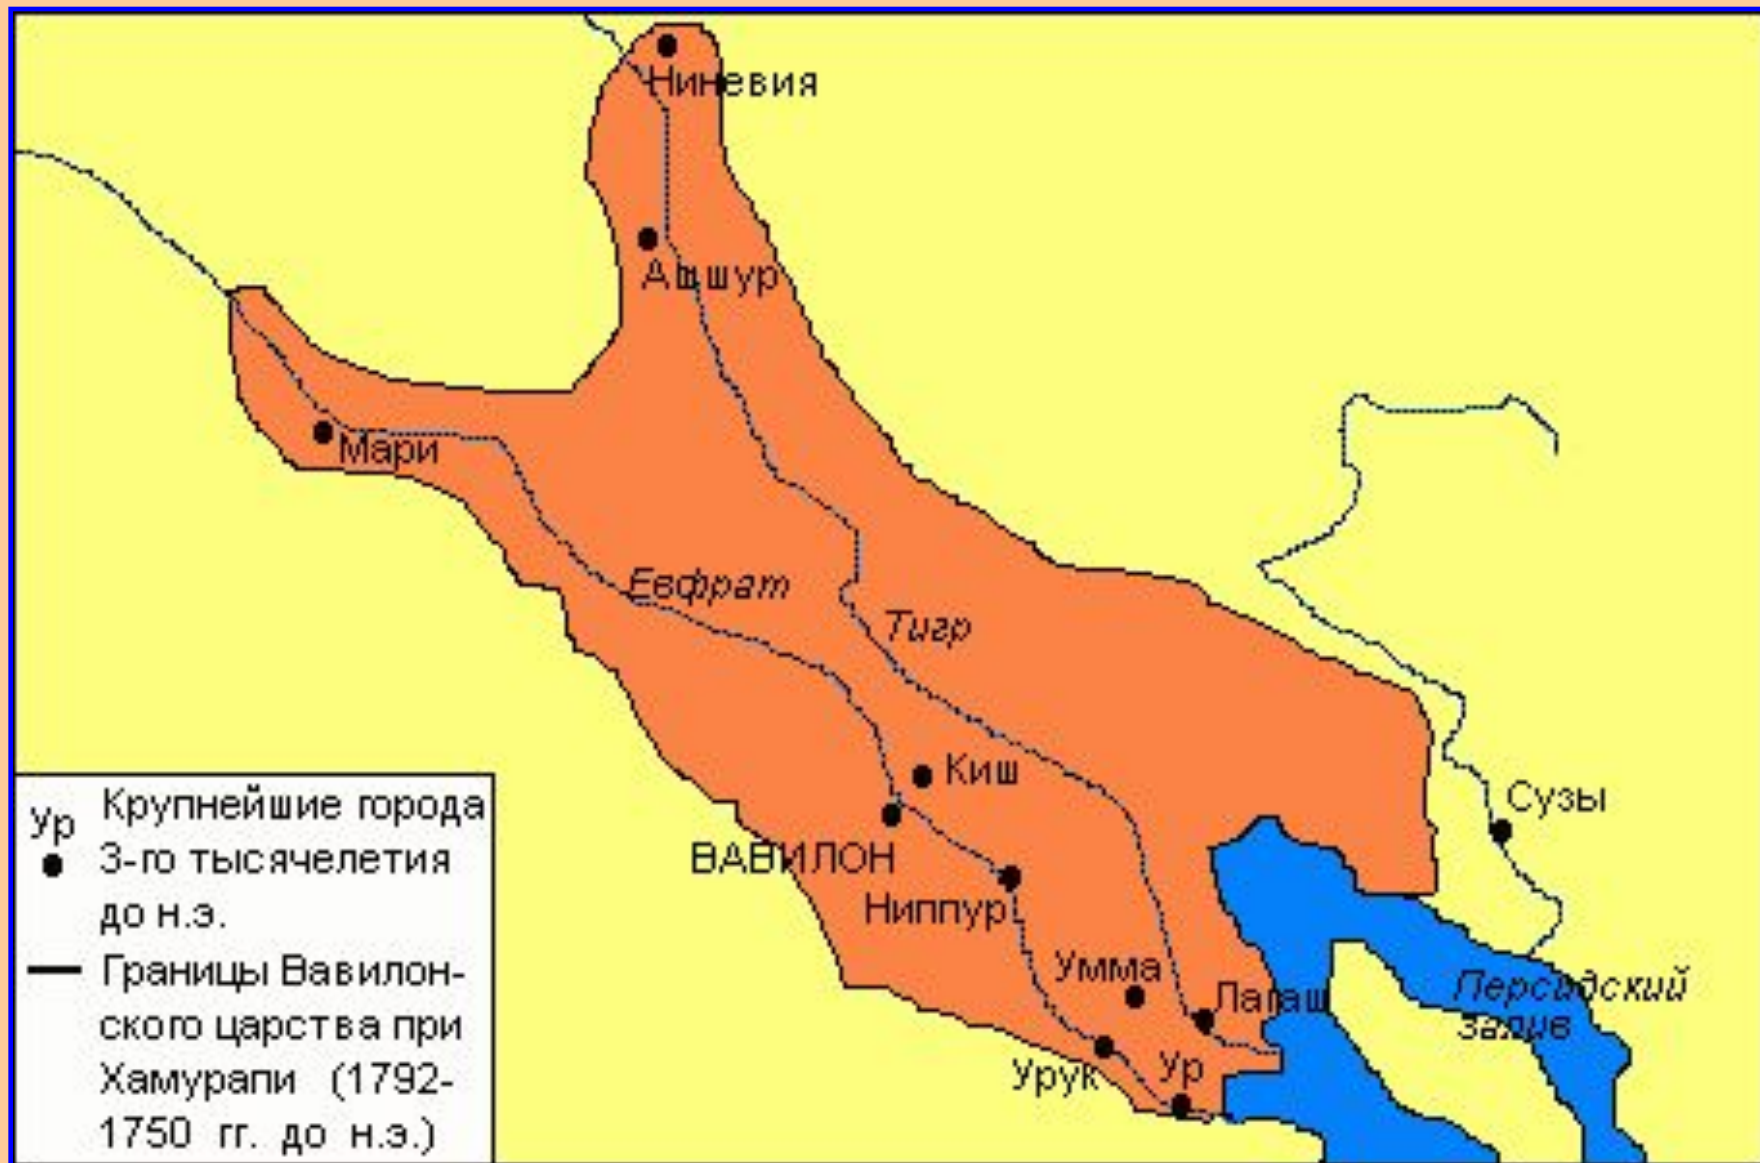 Ниневия
Ашшур
Мари
Евфрат
Тигр
Киш
Сузы
ВАВИЛОН
Ниппур
Умма
Лагаш
Персидский
залив
Урук
Ур
Ур
Крупнейшие города
3-го тысячелетия
до н.э.
Границы Вавилон-
ского царства при
Хамурапи (1792-
1750 гг. до н.э.)